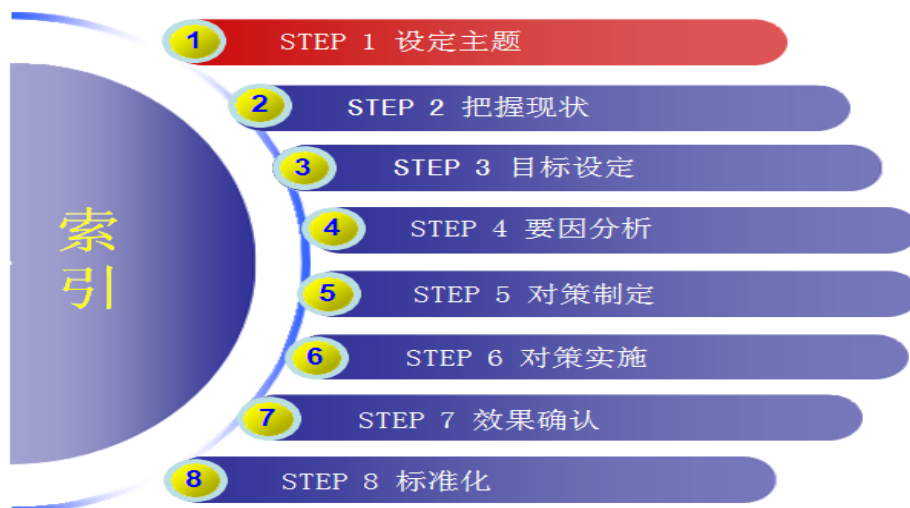 索引
1 STEP 1 设定主题
2 STEP 2 把握现状
3 STEP 3 目标设定
4 STEP 4 要因分析
5 STEP 5 对策制定
6 STEP 6 对策实施
7 STEP 7 效果确认
8 STEP 8 标准化